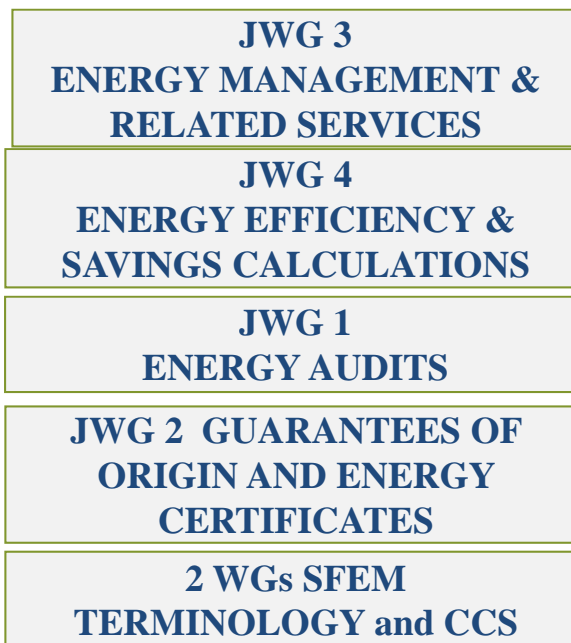 JWG 3
ENERGY MANAGEMENT &
RELATED SERVICES
JWG 4
ENERGY EFFICIENCY &
SAVINGS CALCULATIONS
JWG 1
ENERGY AUDITS
JWG 2 GUARANTEES OF
ORIGIN AND ENERGY
CERTIFICATES
2 WGs SFEM
TERMINOLOGY and CCS